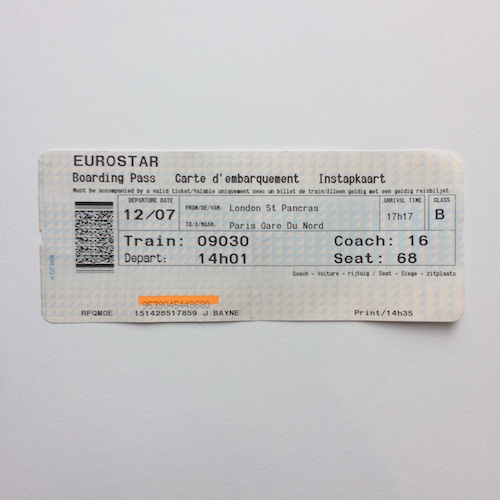 EUROSTAR
Boarding Pass Carte d'embarquement Instapkaart
Must be accompanied by a valid ticket/Valable uniquement avec un billet de train/Alleen geldig met een geldig reisbiljet
DEPARTURE DATE ARRIVAL TIME CLASS
12/07 FROM/DE/VAN: London St Pancras 17h17 B
TO/A/NAAR: Paris Gare Du Nord
Train: 09030 Coach: 16
Depart: 14h01 Seat: 68
Coach - Voiture - rijtuig / Seat - Siege - zitplaats
9639045448680
RFQMOE 151428517859 J BAYNE Print/14h35